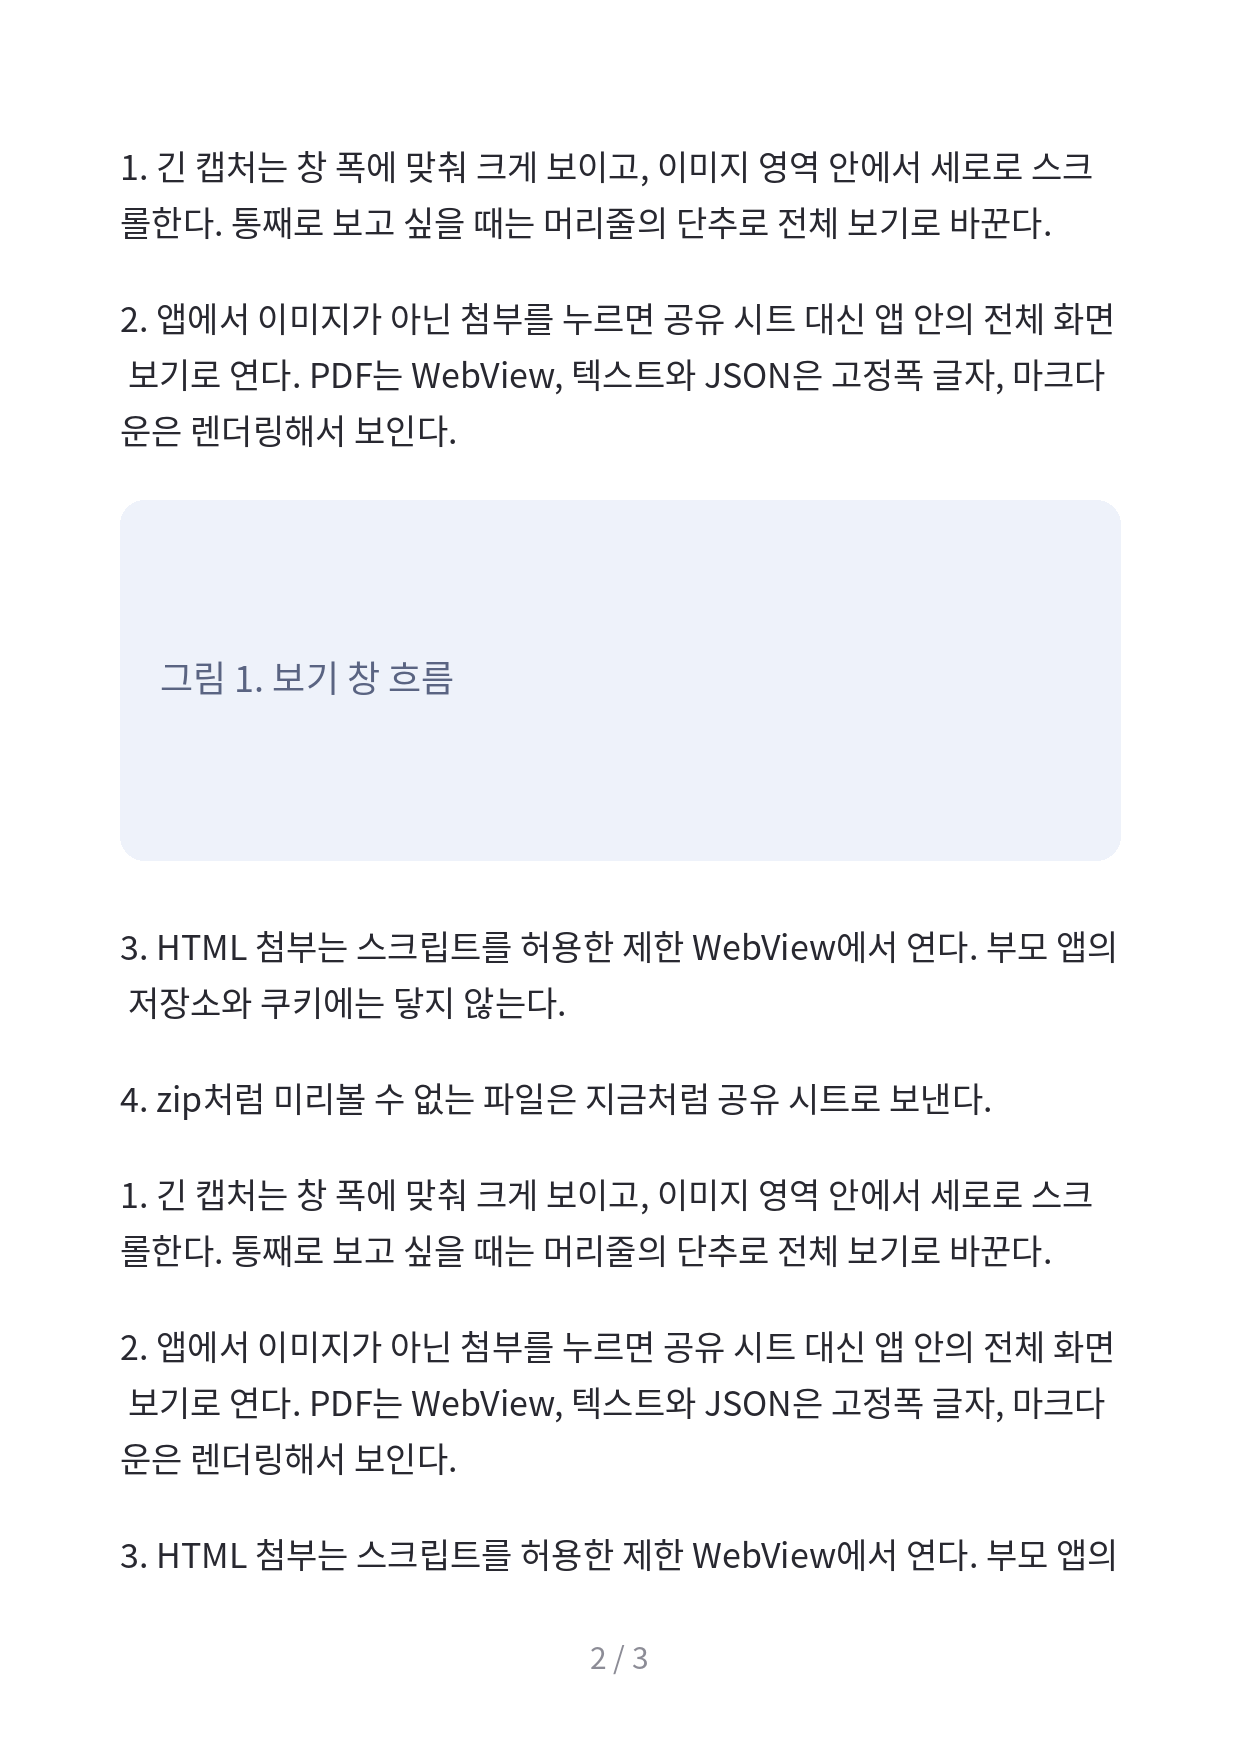 1. 긴 캡처는 창 폭에 맞춰 크게 보이고, 이미지 영역 안에서 세로로 스크
롤한다. 통째로 보고 싶을 때는 머리줄의 단추로 전체 보기로 바꾼다.
2. 앱에서 이미지가 아닌 첨부를 누르면 공유 시트 대신 앱 안의 전체 화면
보기로 연다. PDF는 WebView, 텍스트와 JSON은 고정폭 글자, 마크다
운은 렌더링해서 보인다.
그림 1. 보기 창 흐름
3. HTML 첨부는 스크립트를 허용한 제한 WebView에서 연다. 부모 앱의
저장소와 쿠키에는 닿지 않는다.
4. zip처럼 미리볼 수 없는 파일은 지금처럼 공유 시트로 보낸다.
1. 긴 캡처는 창 폭에 맞춰 크게 보이고, 이미지 영역 안에서 세로로 스크
롤한다. 통째로 보고 싶을 때는 머리줄의 단추로 전체 보기로 바꾼다.
2. 앱에서 이미지가 아닌 첨부를 누르면 공유 시트 대신 앱 안의 전체 화면
보기로 연다. PDF는 WebView, 텍스트와 JSON은 고정폭 글자, 마크다
운은 렌더링해서 보인다.
3. HTML 첨부는 스크립트를 허용한 제한 WebView에서 연다. 부모 앱의
2 / 3